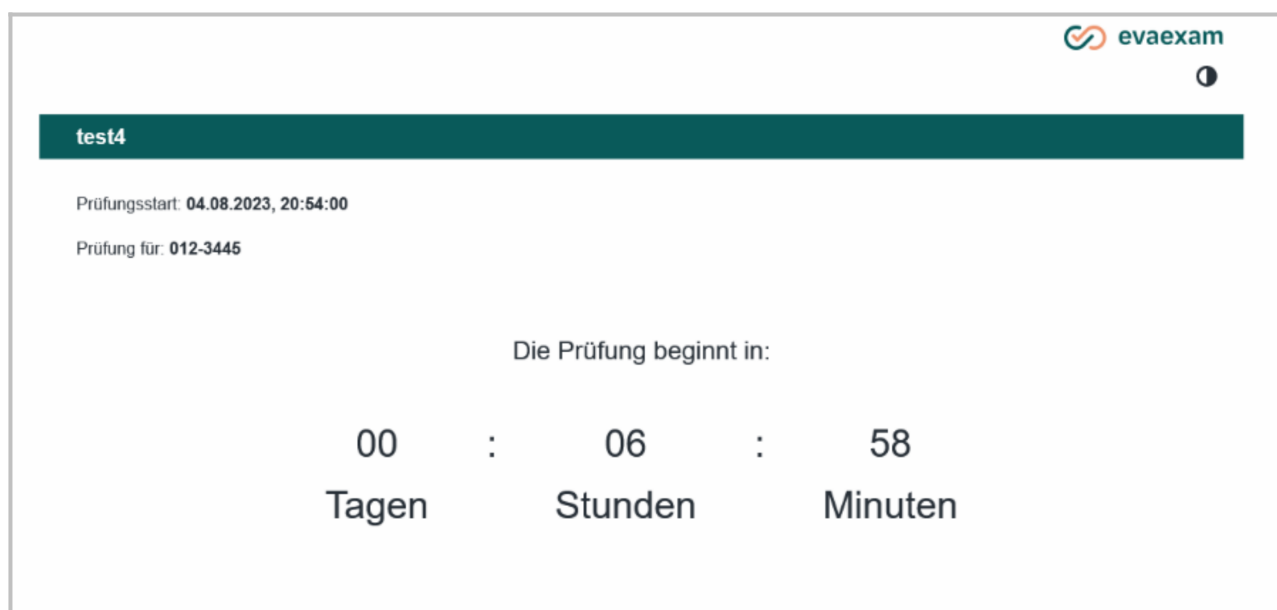 evaexam
test4
Prüfungsstart: 04.08.2023, 20:54:00
Prüfung für: 012-3445
Die Prüfung beginnt in:
00 : 06 : 58
Tagen Stunden Minuten